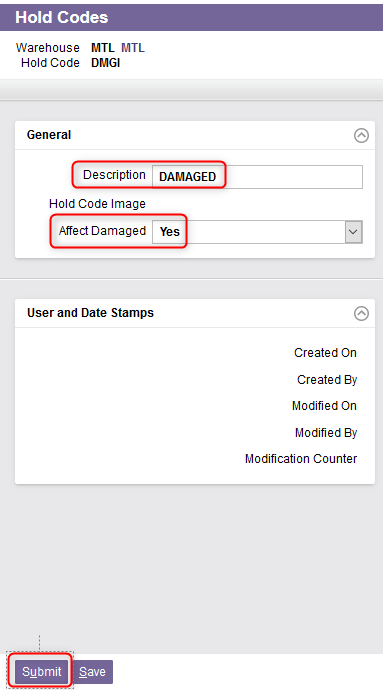 Hold Codes
Warehouse MTL MTL
Hold Code DMGI
General
Description DAMAGED
Hold Code Image
Affect Damaged Yes
User and Date Stamps
Created On
Created By
Modified On
Modified By
Modification Counter
Submit Save